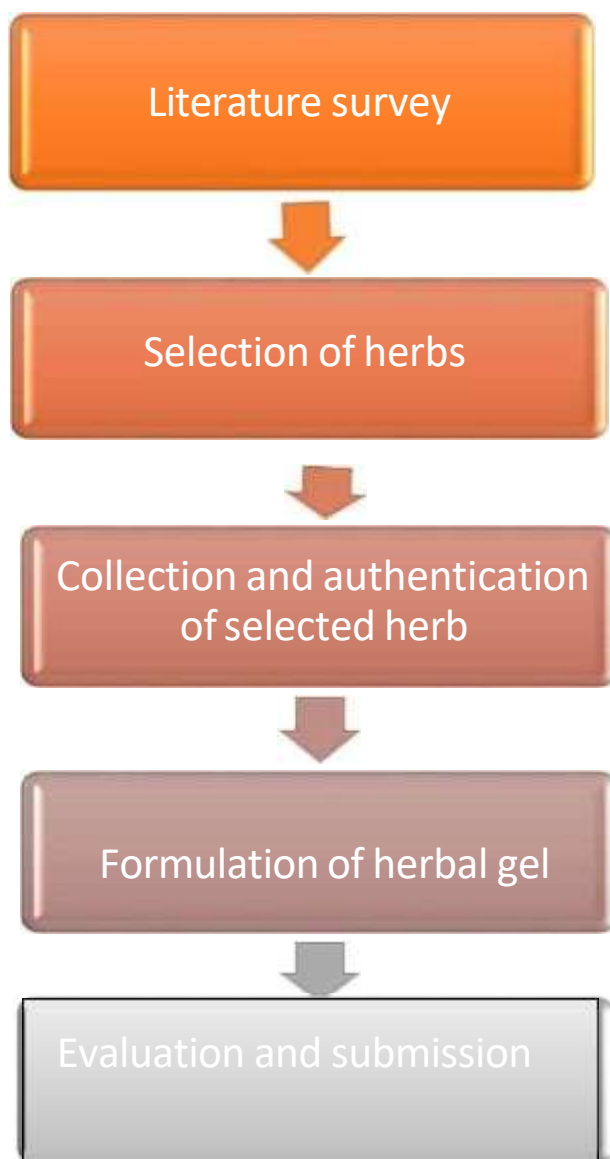 Literature survey
Selection of herbs
Collection and authentication
of selected herb
Formulation of herbal gel
Evaluation and submission